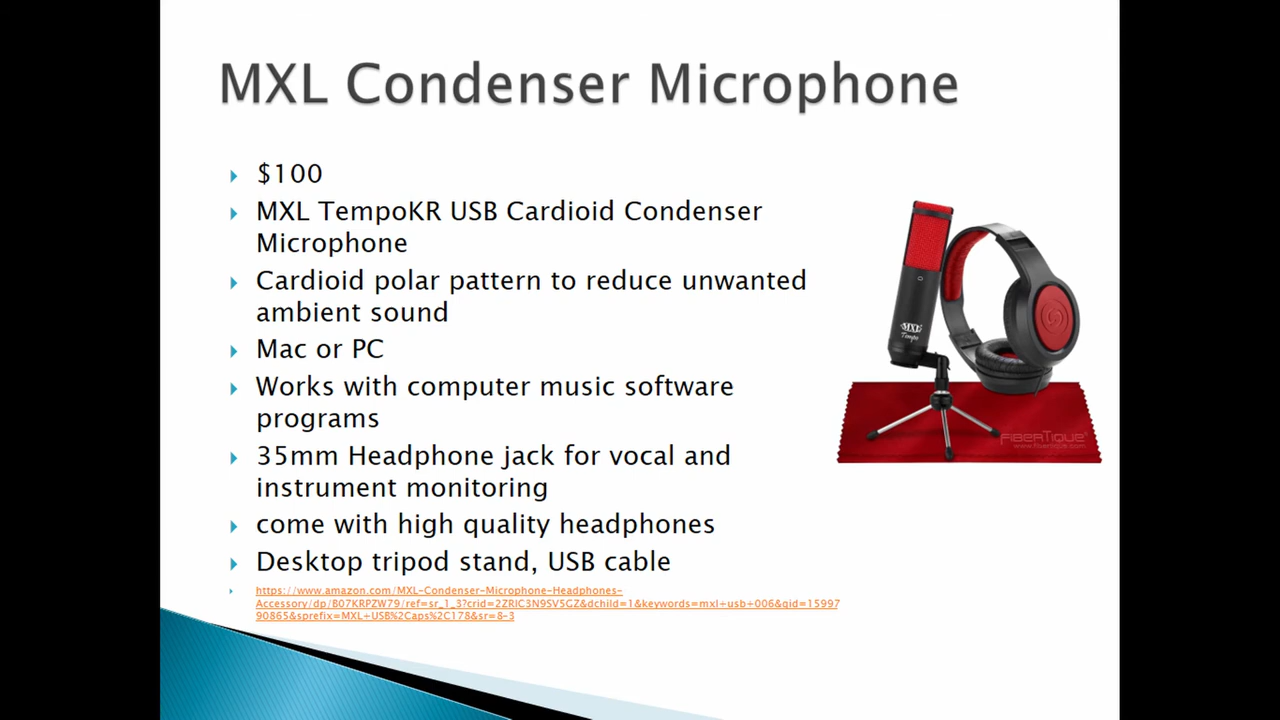 MXL Condenser Microphone
$100
MXL TempoKR USB Cardioid Condenser
Microphone
Cardioid polar pattern to reduce unwanted
ambient sound
Mac or PC
Works with computer music software
programs
35mm Headphone jack for vocal and
instrument monitoring
come with high quality headphones
Desktop tripod stand, USB cable
https://www.amazon.com/MXL-Condenser-Microphone-Headphones-
Accessory/dp/B07KRPZW79/ref=sr_1_3?crid=2ZRIC3N9SV5GZ&dchild=1&keywords=mxl+usb+006&qid=15997
90865&sprefix=MXL+USB%2Caps%2C178&sr=8-3
MXL
Tempo
FIBERTIQUE
www.fibertique.com